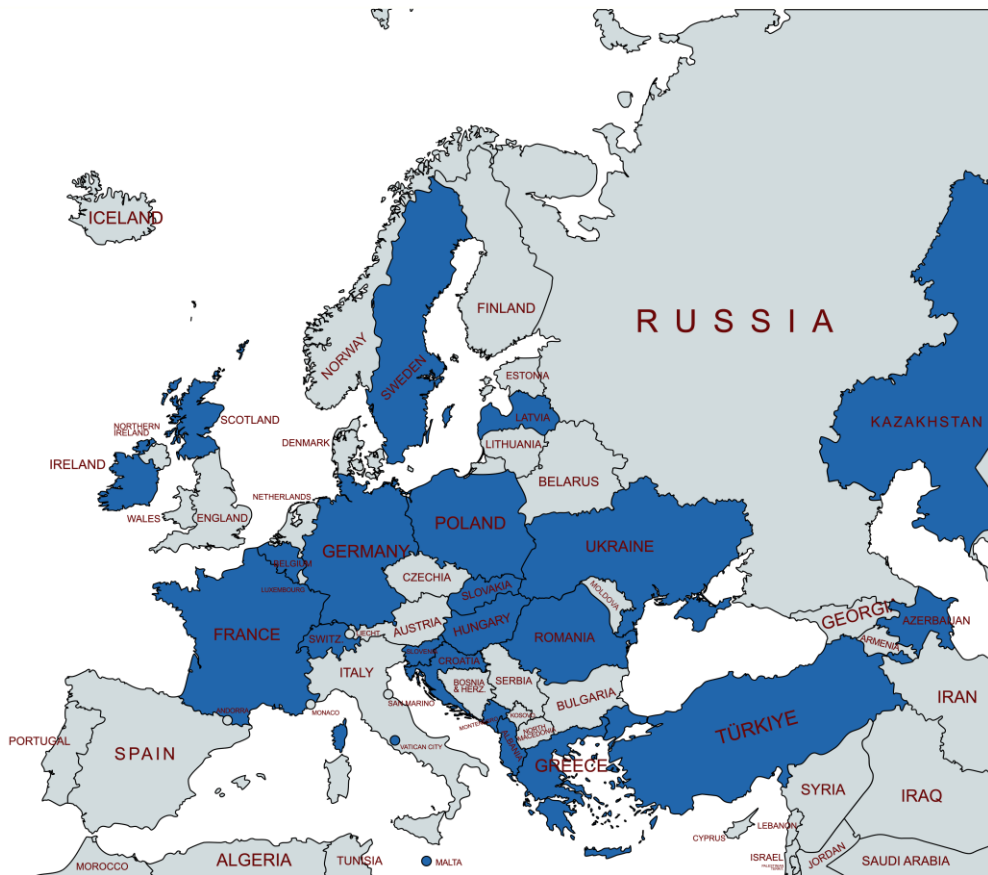 ICELAND
RUSSIA
FINLAND
NORWAY
SWEDEN
ESTONIA
SCOTLAND
LATVIA
KAZAKHSTAN
NORTHERN
IRELAND
DENMARK
LITHUANIA
IRELAND
BELARUS
NETHERLANDS
WALES
ENGLAND
POLAND
UKRAINE
GERMANY
BELGIUM
CZECHIA
LUXEMBOURG
SLOVAKIA
MOLDOVA
GEORGIA
AZERBAIJAN
FRANCE
SWITZ.
LIECHT
AUSTRIA
HUNGARY
ROMANIA
ARMENIA
SLOVENIA
CROATIA
ITALY
BOSNIA
& HERZ.
SERBIA
BULGARIA
IRAN
SAN MARINO
MONACO
ANDORRA
KOSOVO
MONTENEGRO
NORTH
MACEDONIA
TÜRKIYE
PORTUGAL
SPAIN
VATICAN CITY
ALBANIA
GREECE
SYRIA
IRAQ
CYPRUS
LEBANON
MOROCCO
ALGERIA
TUNISIA
MALTA
ISRAEL
JORDAN
SAUDI ARABIA